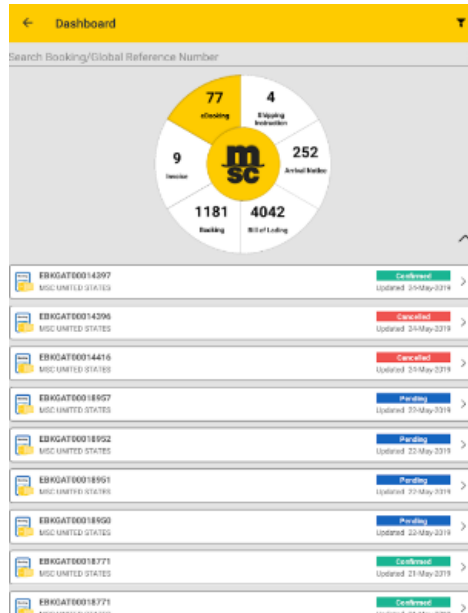 Dashboard
Search Booking/Global Reference Number
77
eBooking
4
Shipping
Instruction
9
Invoice
252
Arrival Notice
1181
Booking
4042
Bill of Lading
msc
EBKGAT00014397
MSC UNITED STATES
Confirmed
Updated 24-May-2019
EBKGAT00014396
MSC UNITED STATES
Cancelled
Updated 24-May-2019
EBKGAT00014416
MSC UNITED STATES
Cancelled
Updated 24-May-2019
EBKGAT00018957
MSC UNITED STATES
Pending
Updated 22-May-2019
EBKGAT00018952
MSC UNITED STATES
Pending
Updated 22-May-2019
EBKGAT00018951
MSC UNITED STATES
Pending
Updated 22-May-2019
EBKGAT00018950
MSC UNITED STATES
Pending
Updated 22-May-2019
EBKGAT00018771
MSC UNITED STATES
Confirmed
Updated 21-May-2019
EBKGAT00018771
Confirmed